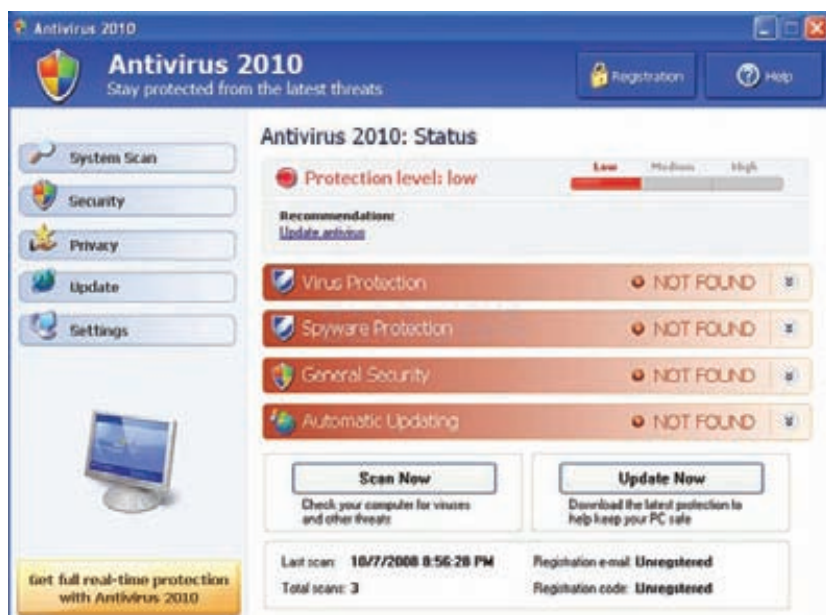 Antivirus 2010
Antivirus 2010
Stay protected from the latest threats
Registration
Help
System Scan
Security
Privacy
Update
Settings
Get full real-time protection
with Antivirus 2010
Antivirus 2010: Status
Protection level: low
Low Medium High
Recommendation:
Update antivirus
Virus Protection NOT FOUND
Spyware Protection NOT FOUND
General Security NOT FOUND
Automatic Updating NOT FOUND
Scan Now
Check your computer for viruses
and other threats
Update Now
Download the latest protection to
help keep your PC safe
Last scan: 10/7/2008 8:56:28 PM
Total scans: 3
Registration e-mail: Unregistered
Registration code: Unregistered